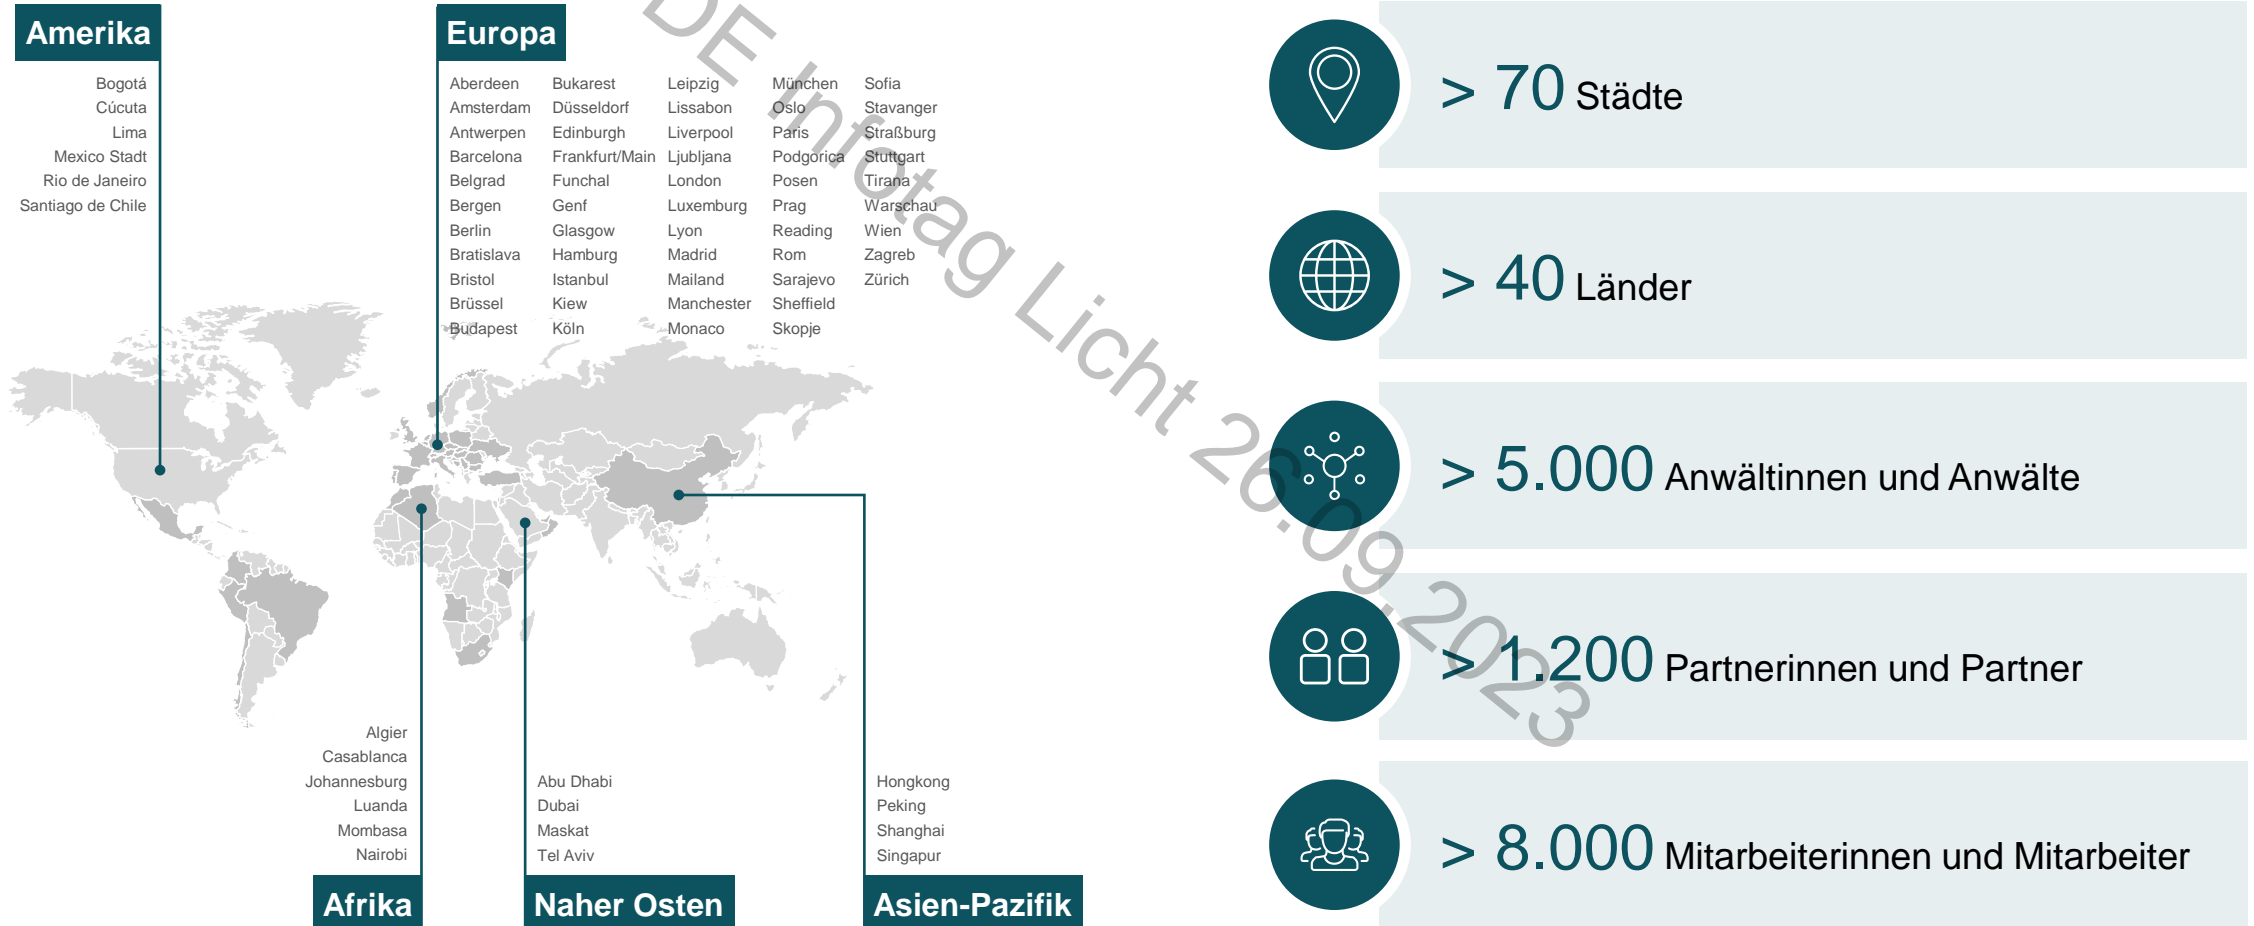 Amerika
Bogotá
Cúcuta
Lima
Mexico Stadt
Rio de Janeiro
Santiago de Chile
Europa
Aberdeen
Amsterdam
Antwerpen
Barcelona
Belgrad
Bergen
Berlin
Bratislava
Bristol
Brüssel
Budapest
Bukarest
Düsseldorf
Edinburgh
Frankfurt/Main
Funchal
Genf
Glasgow
Hamburg
Istanbul
Kiew
Köln
Leipzig
Lissabon
Liverpool
Ljubljana
London
Luxemburg
Lyon
Madrid
Mailand
Manchester
Monaco
München
Oslo
Paris
Podgorica
Posen
Prag
Reading
Rom
Sarajevo
Sheffield
Skopje
Sofia
Stavanger
Straßburg
Stuttgart
Tirana
Warschau
Wien
Zagreb
Zürich
Algier
Casablanca
Johannesburg
Luanda
Mombasa
Nairobi
Afrika
Abu Dhabi
Dubai
Maskat
Tel Aviv
Naher Osten
Hongkong
Peking
Shanghai
Singapur
Asien-Pazifik
> 70 Städte
> 40 Länder
> 5.000 Anwältinnen und Anwälte
> 1.200 Partnerinnen und Partner
> 8.000 Mitarbeiterinnen und Mitarbeiter
DE Infotag Licht 26.09.2023